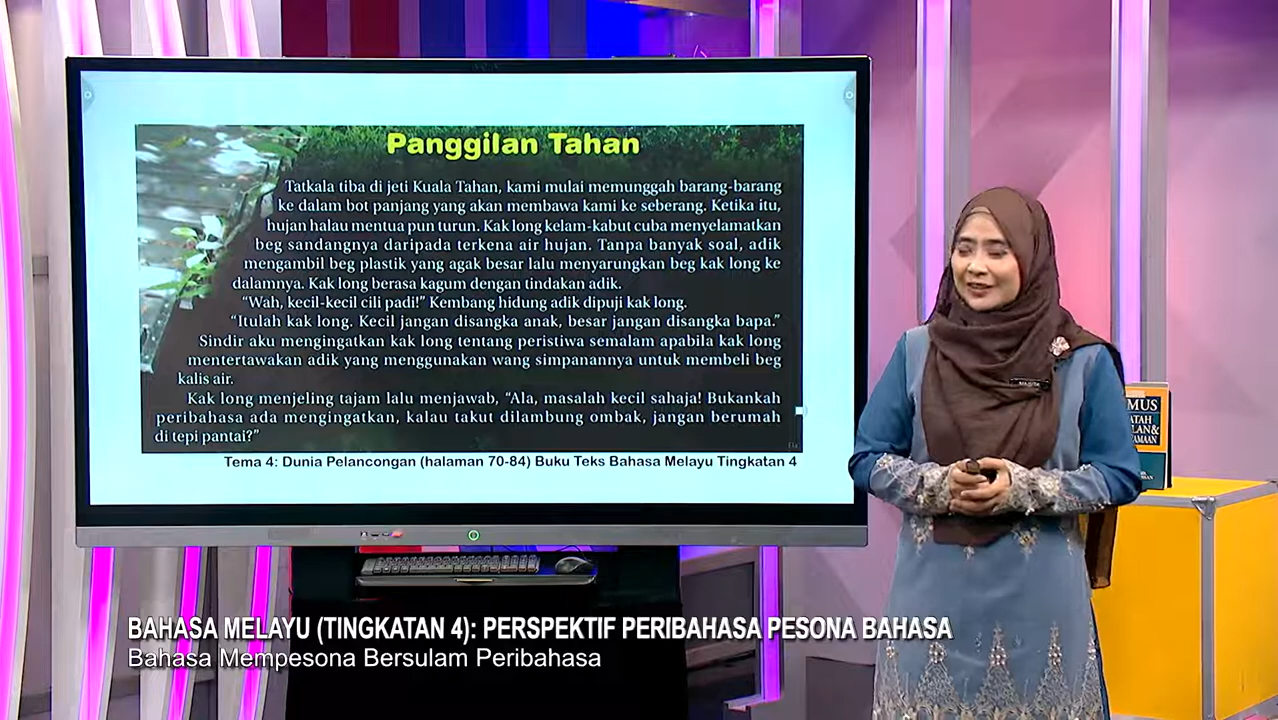 Panggilan Tahan
Tatkala tiba di jeti Kuala Tahan, kami mulai memunggah barang-barang
ke dalam bot panjang yang akan membawa kami ke seberang. Ketika itu,
hujan halau mentua pun turun. Kak long kelam-kabut cuba menyelamatkan
beg sandangnya daripada terkena air hujan. Tanpa banyak soal, adik
mengambil beg plastik yang agak besar lalu menyarungkan beg kak long ke
dalamnya. Kak long berasa kagum dengan tindakan adik.
“Wah, kecil-kecil cili padi!” Kembang hidung adik dipuji kak long.
“Itulah kak long. Kecil jangan disangka anak, besar jangan disangka bapa.”
Sindir aku mengingatkan kak long tentang peristiwa semalam apabila kak long
mentertawakan adik yang menggunakan wang simpanannya untuk membeli beg
kalis air.
Kak long menjeling tajam lalu menjawab, “Ala, masalah kecil sahaja! Bukankah
peribahasa ada mengingatkan, kalau takut dilambung ombak, jangan berumah
di tepi pantai?”
Tema 4: Dunia Pelancongan (halaman 70-84) Buku Teks Bahasa Melayu Tingkatan 4
BAHASA MELAYU (TINGKATAN 4): PERSPEKTIF PERIBAHASA PESONA BAHASA
Bahasa Mempesona Bersulam Peribahasa